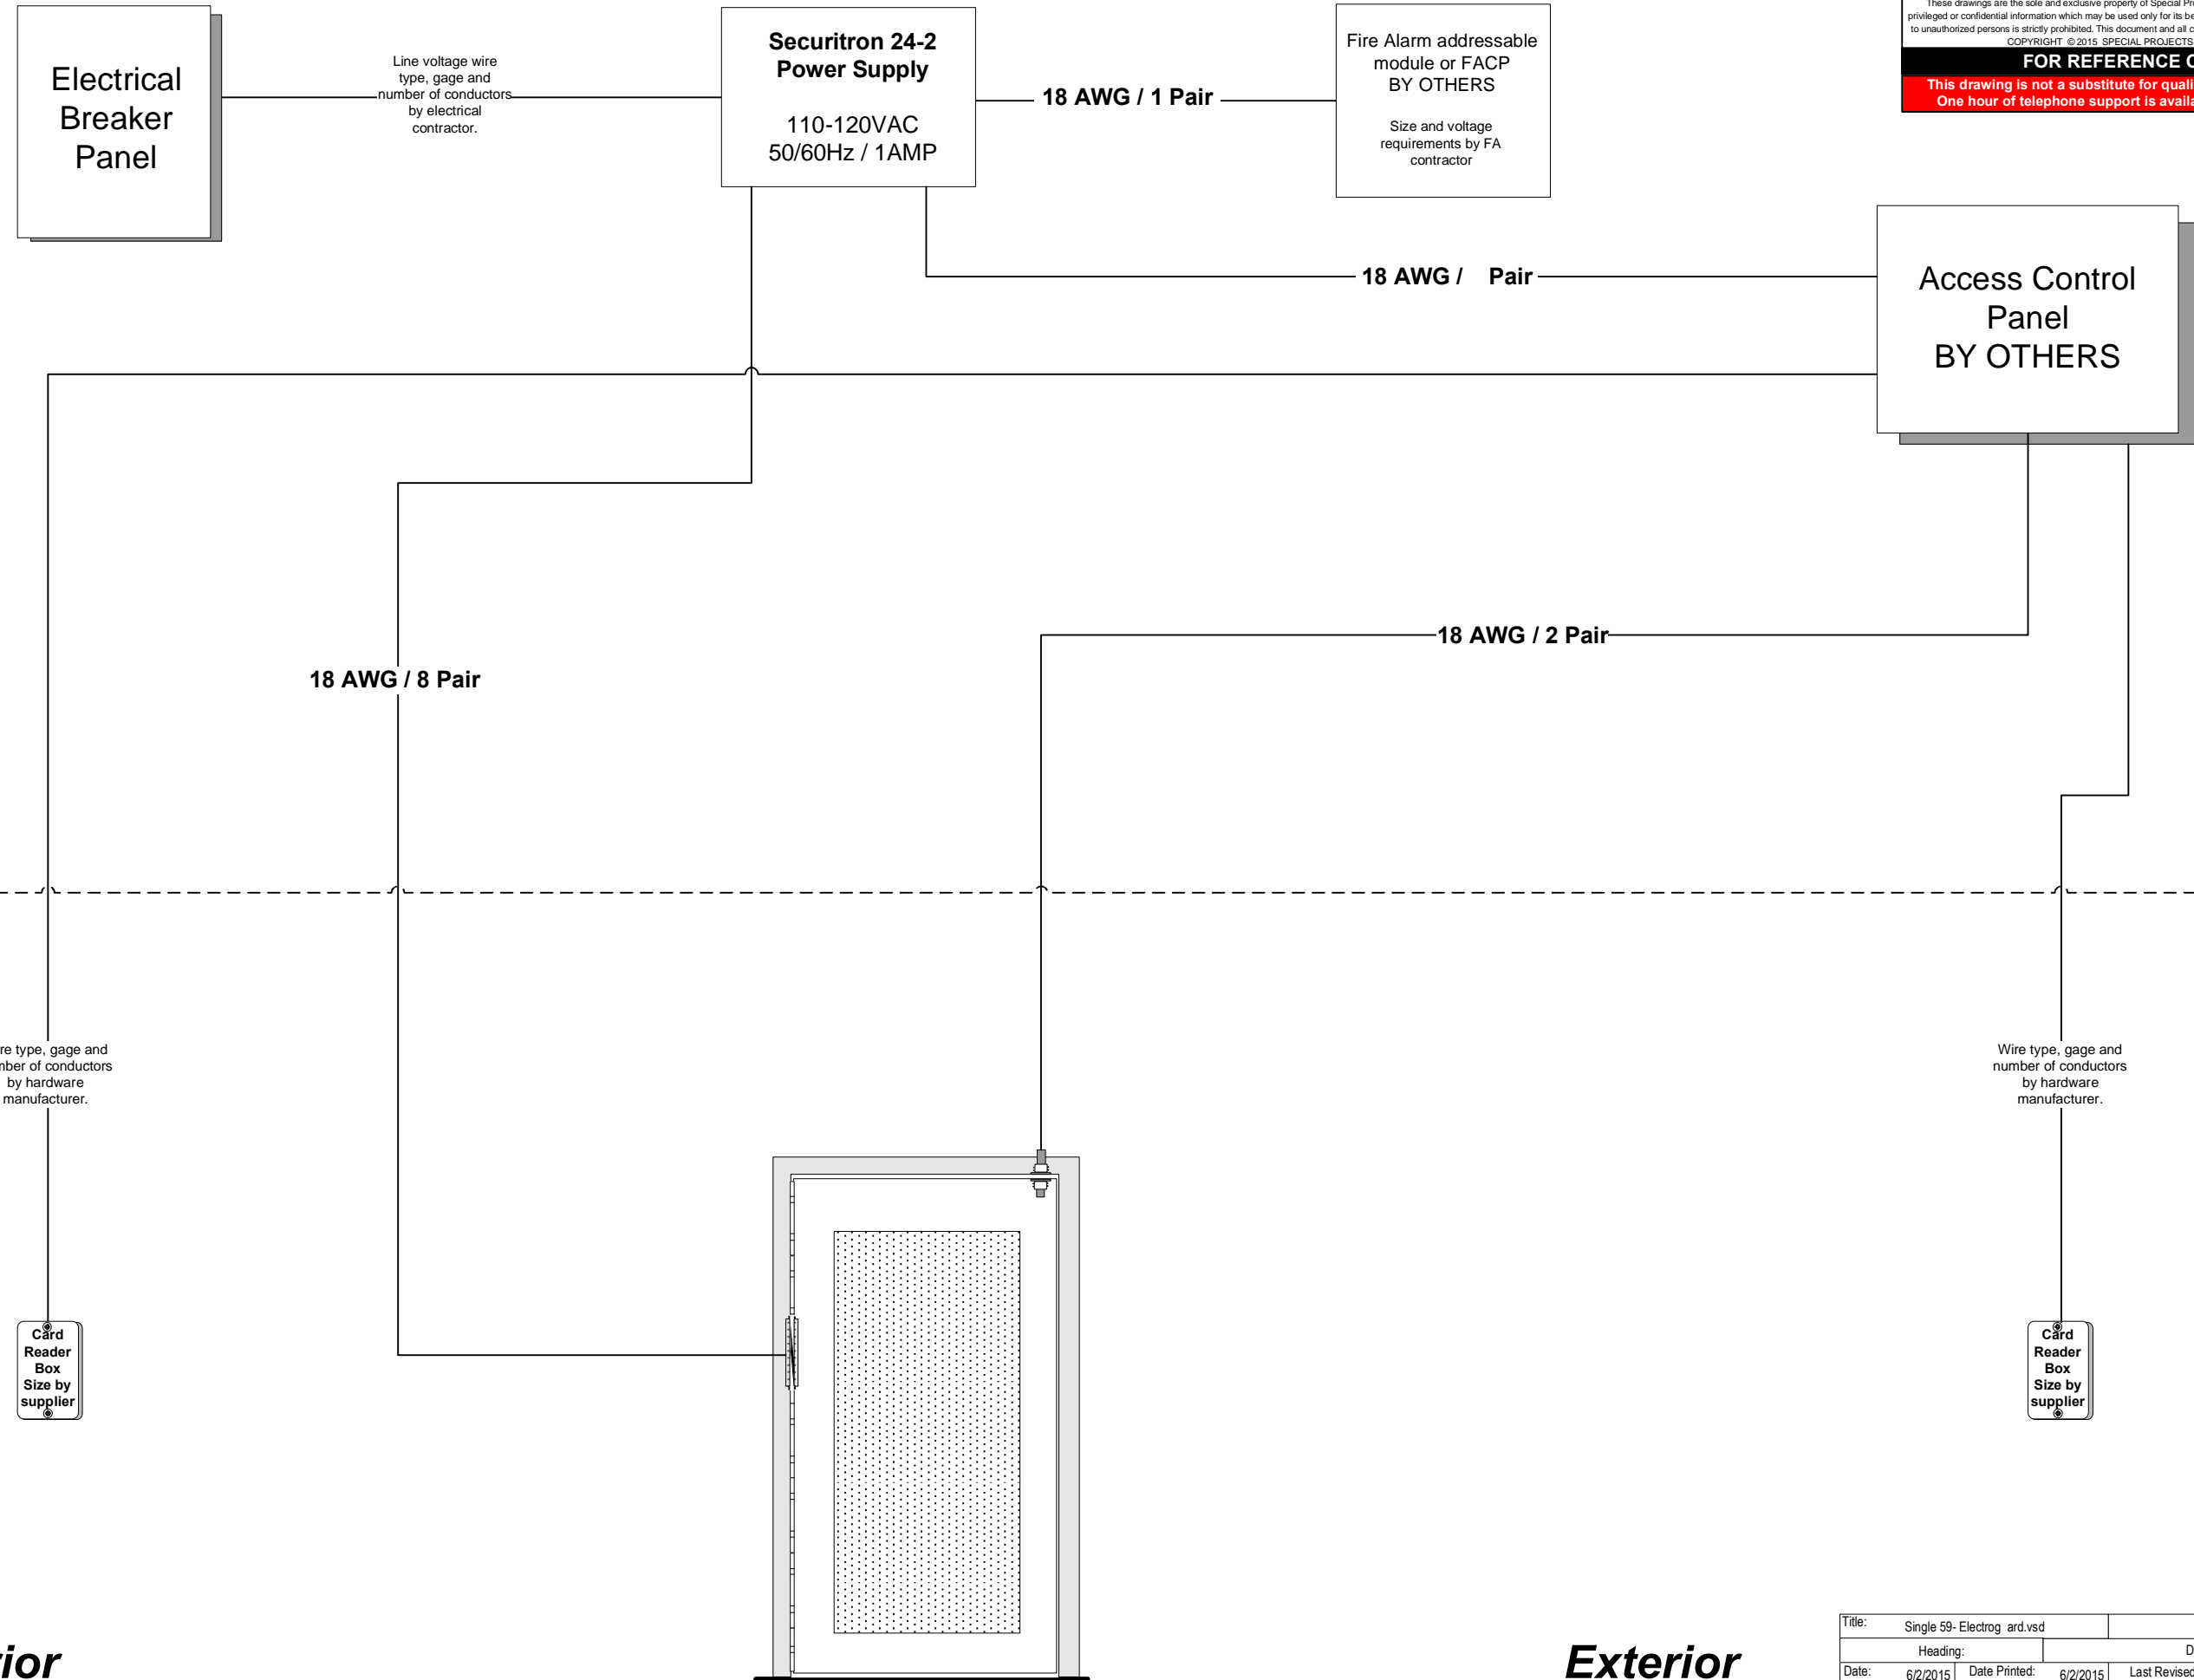 These drawings are the sole and exclusive property of Special
privileged or confidential information which may be used only for its
to unauthorized persons is strictly prohibited. This document and all
COPYRIGHT © 2015 SPECIAL PROJECTS
FOR REFERENCE
This drawing is not a substitute for
One hour of telephone support is
Electrical
Breaker
Panel
Line voltage wire
type, gage and
number of conductors
by electrical
contractor.
Securitron 24-2
Power Supply
110-120VAC
50/60Hz / 1AMP
18 AWG / 1 Pair
Fire Alarm addressable
module or FACP
BY OTHERS
Size and voltage
requirements by FA
contractor
18 AWG / Pair
Access Control
Panel
BY OTHERS
18 AWG / 2 Pair
18 AWG / 8 Pair
type, gage and
of conductors
by hardware
manufacturer.
Wire type, gage and
number of conductors
by hardware
manufacturer.
Card
Reader
Box
Size by
supplier
Card
Reader
Box
Size by
supplier
Exterior
Title: Single 59- Electrog ard.vsd
Heading:
Date: 6/2/2015 Date Printed: 6/2/2015 Last Revised